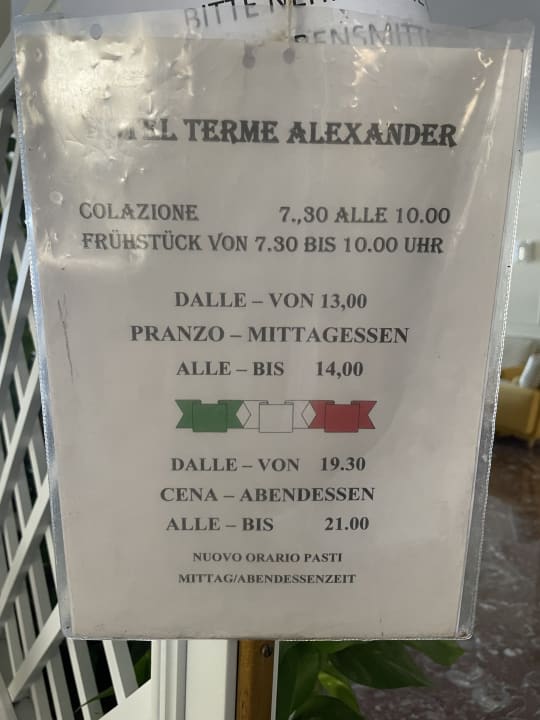 BITTE
HOTEL TERME ALEXANDER
COLAZIONE 7.,30 ALLE 10.00
FRÜHSTÜCK VON 7.30 BIS 10.00 UHR
DALLE – VON 13,00
PRANZO – MITTAGESSEN
ALLE – BIS 14,00
DALLE – VON 19.30
CENA – ABENDESSEN
ALLE – BIS 21.00
NUOVO ORARIO PASTI
MITTAG/ABENDESSENZEIT